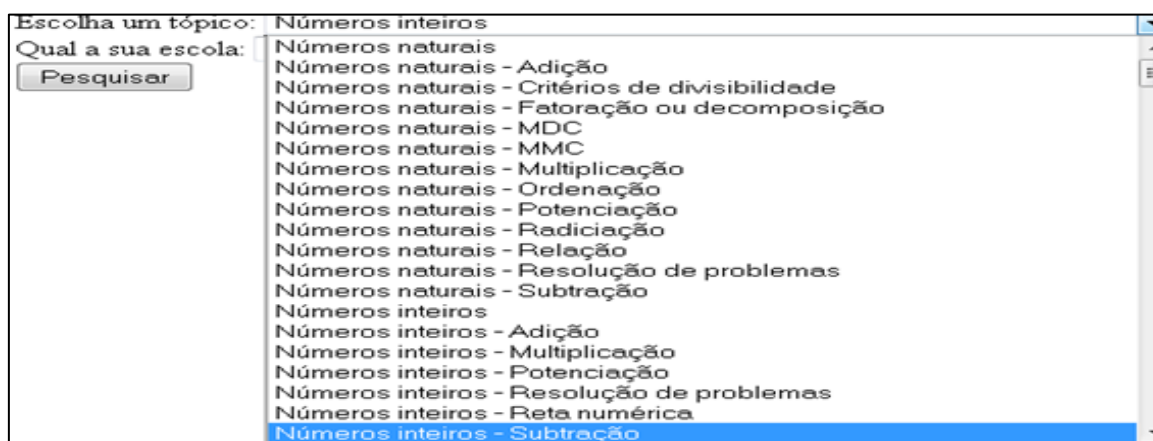 Escolha um tópico: Números inteiros
Qual a sua escola:
Pesquisar
Números naturais
Números naturais - Adição
Números naturais - Critérios de divisibilidade
Números naturais - Fatoração ou decomposição
Números naturais - MDC
Números naturais - MMC
Números naturais - Multiplicação
Números naturais - Ordenação
Números naturais - Potenciação
Números naturais - Radiciação
Números naturais - Relação
Números naturais - Resolução de problemas
Números naturais - Subtração
Números inteiros
Números inteiros - Adição
Números inteiros - Multiplicação
Números inteiros - Potenciação
Números inteiros - Resolução de problemas
Números inteiros - Reta numérica
Números inteiros - Subtração